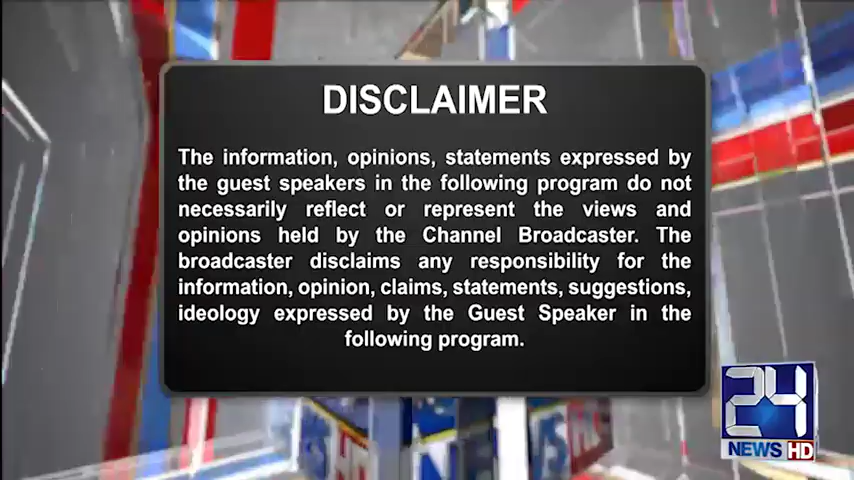 DISCLAIMER
The information, opinions, statements expressed by
the guest speakers in the following program do not
necessarily reflect or represent the views and
opinions held by the Channel Broadcaster. The
broadcaster disclaims any responsibility for the
information, opinion, claims, statements, suggestions,
ideology expressed by the Guest Speaker in the
following program.
24
NEWS HD